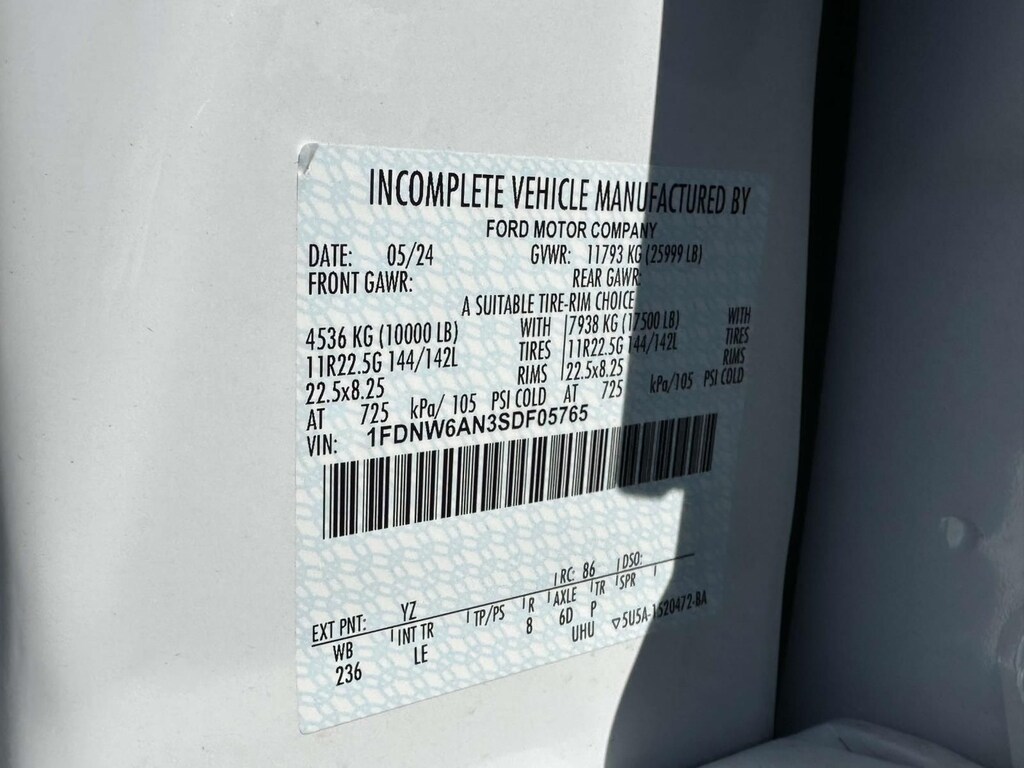 INCOMPLETE VEHICLE MANUFACTURED BY
FORD MOTOR COMPANY
DATE: 05/24 GVWR: 11793 KG (25999 LB)
FRONT GAWR: REAR GAWR:
A SUITABLE TIRE-RIM CHOICE
4536 KG (10000 LB) WITH 7938 KG (17500 LB) WITH
11R22.5G 144/142L TIRES 11R22.5G 144/142L TIRES
22.5x8.25 RIMS 22.5x8.25 RIMS
AT 725 kPa/ 105 PSI COLD AT 725 kPa/105 PSI COLD
VIN: 1FDNW6AN3SDF05765
EXT PNT: YZ RC: 86 DSO:
WB INT TR TP/PS R AXLE TR SPR
236 LE 8 6D P
UHU ▽5U5A-1520472-BA